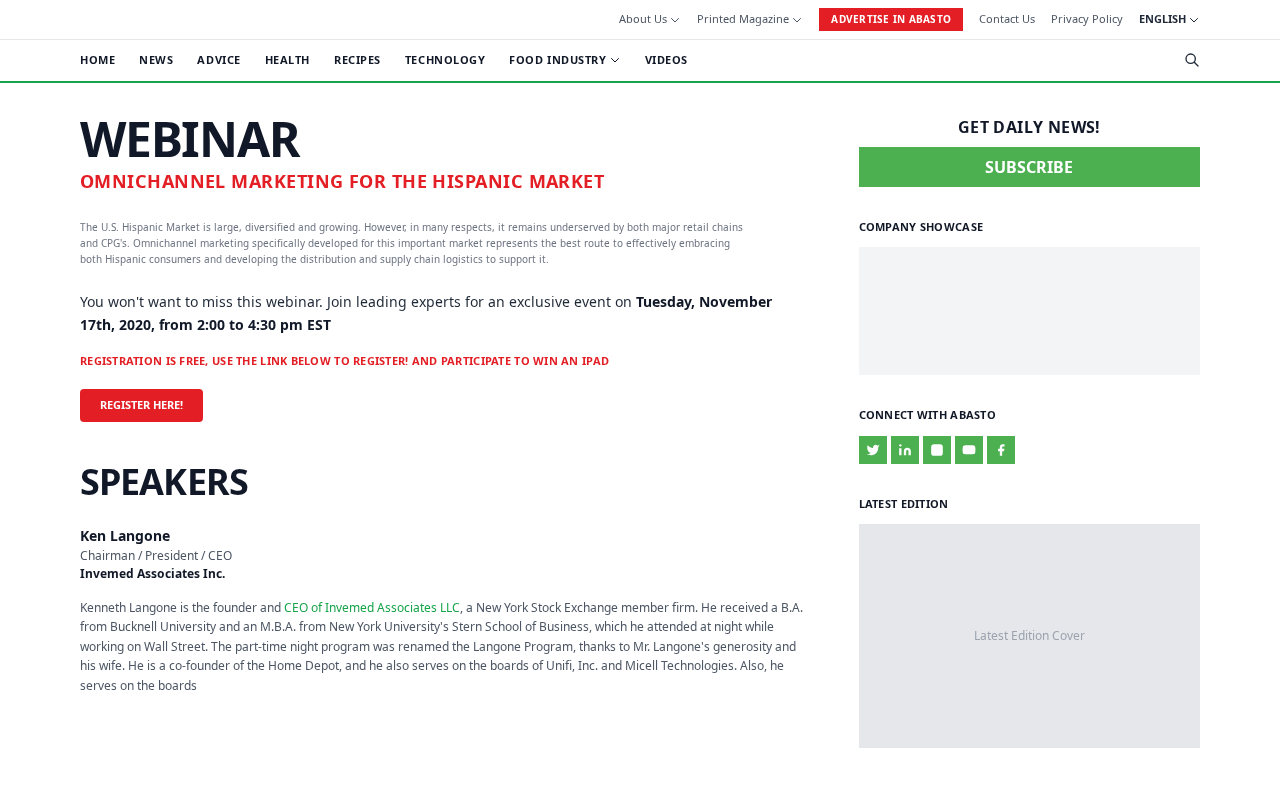 About Us
Printed Magazine
ADVERTISE IN ABASTO
Contact Us
Privacy Policy
ENGLISH
HOME
NEWS
ADVICE
HEALTH
RECIPES
TECHNOLOGY
FOOD INDUSTRY
VIDEOS
WEBINAR
OMNICHANNEL MARKETING FOR THE HISPANIC MARKET
The U.S. Hispanic Market is large, diversified and growing. However, in many respects, it remains underserved by both major retail chains
and CPG's. Omnichannel marketing specifically developed for this important market represents the best route to effectively embracing
both Hispanic consumers and developing the distribution and supply chain logistics to support it.
You won't want to miss this webinar. Join leading experts for an exclusive event on Tuesday, November
17th, 2020, from 2:00 to 4:30 pm EST
REGISTRATION IS FREE, USE THE LINK BELOW TO REGISTER! AND PARTICIPATE TO WIN AN IPAD
REGISTER HERE!
SPEAKERS
Ken Langone
Chairman / President / CEO
Invemed Associates Inc.
Kenneth Langone is the founder and CEO of Invemed Associates LLC, a New York Stock Exchange member firm. He received a B.A.
from Bucknell University and an M.B.A. from New York University's Stern School of Business, which he attended at night while
working on Wall Street. The part-time night program was renamed the Langone Program, thanks to Mr. Langone's generosity and
his wife. He is a co-founder of the Home Depot, and he also serves on the boards of Unifi, Inc. and Micell Technologies. Also, he
serves on the boards
GET DAILY NEWS!
SUBSCRIBE
COMPANY SHOWCASE
CONNECT WITH ABASTO
LATEST EDITION
Latest Edition Cover